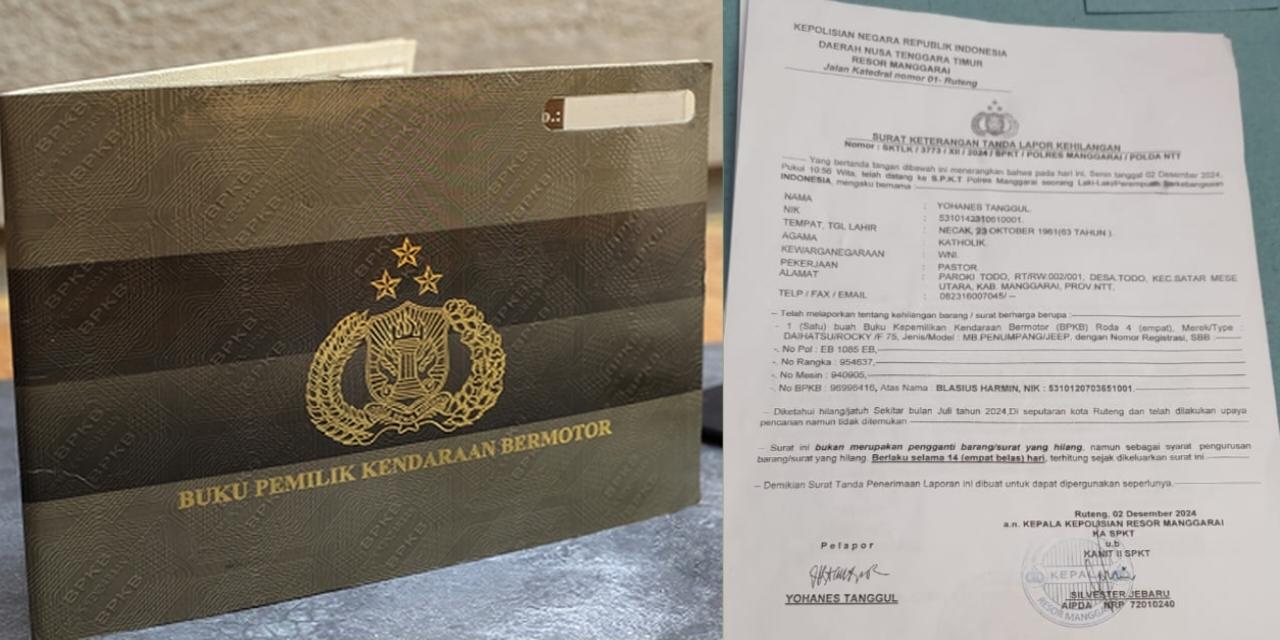 BUKU PEMILIK KENDARAAN BERMOTOR
KEPOLISIAN NEGARA REPUBLIK INDONESIA
DAERAH NUSA TENGGARA TIMUR
RESOR MANGGARAI
Jalan Katedral nomor 01- Ruteng
SURAT KETERANGAN TANDA LAPOR KEHILANGAN
Nomor : SKTLK / 3773 / XII / 2024 / SPKT / POLRES MANGGARAI / POLDA NTT
Yang bertanda tangan dibawah ini menerangkan bahwa pada hari ini, Senin tanggal 02 Desember 2024,
Pukul 10:56 Wita, telah datang ke S.P.K.T Polres Manggarai seorang Laki-Laki/Perempuan Berkebangsaan
INDONESIA, mengaku bernama
NAMA : YOHANES TANGGUL.
NIK : 5310142310610001.
TEMPAT, TGL LAHIR : NECAK, 23 OKTOBER 1961(63 TAHUN ).
AGAMA : KATHOLIK.
KEWARGANEGARAAN : WNI.
PEKERJAAN : PASTOR.
ALAMAT : PAROKI TODO, RT/RW:002/001, DESA.TODO, KEC.SATAR MESE
UTARA, KAB. MANGGARAI, PROV.NTT.
TELP / FAX / EMAIL : 082316007045/ --
-- Telah melaporkan tentang kehilangan barang / surat berharga berupa :
- 1 (Satu) buah Buku Kepemilikan Kendaraan Bermotor (BPKB) Roda 4 (empat), Merek/Type :
DAIHATSU/ROCKY /F 75, Jenis/Model : MB.PENUMPANG/JEEP, dengan Nomor Registrasi, SBB :
-. No Pol : EB 1085 EB,
-. No Rangka : 954637,
-. No Mesin : 940905,
-. No BPKB : 96996416, Atas Nama : BLASIUS HARMIN, NIK : 5310120703651001.
-- Diketahui hilang/jatuh Sekitar bulan Juli tahun 2024,Di seputaran kota Ruteng dan telah dilakukan upaya
pencarian namun tidak ditemukan
-- Surat ini bukan merupakan pengganti barang/surat yang hilang, namun sebagai syarat pengurusan
barang/surat yang hilang. Berlaku selama 14 (empat belas) hari, terhitung sejak dikeluarkan surat ini.
-- Demikian Surat Tanda Penerimaan Laporan ini dibuat untuk dapat dipergunakan seperlunya.
Ruteng, 02 Desember 2024
a.n. KEPALA KEPOLISIAN RESOR MANGGARAI
KA SPKT
u.b
KANIT II SPKT
Pelapor
KEPALA
RESOR MANGGARAI
YOHANES TANGGUL
SILVESTER JEBARU
AIPDA NRP 72010240